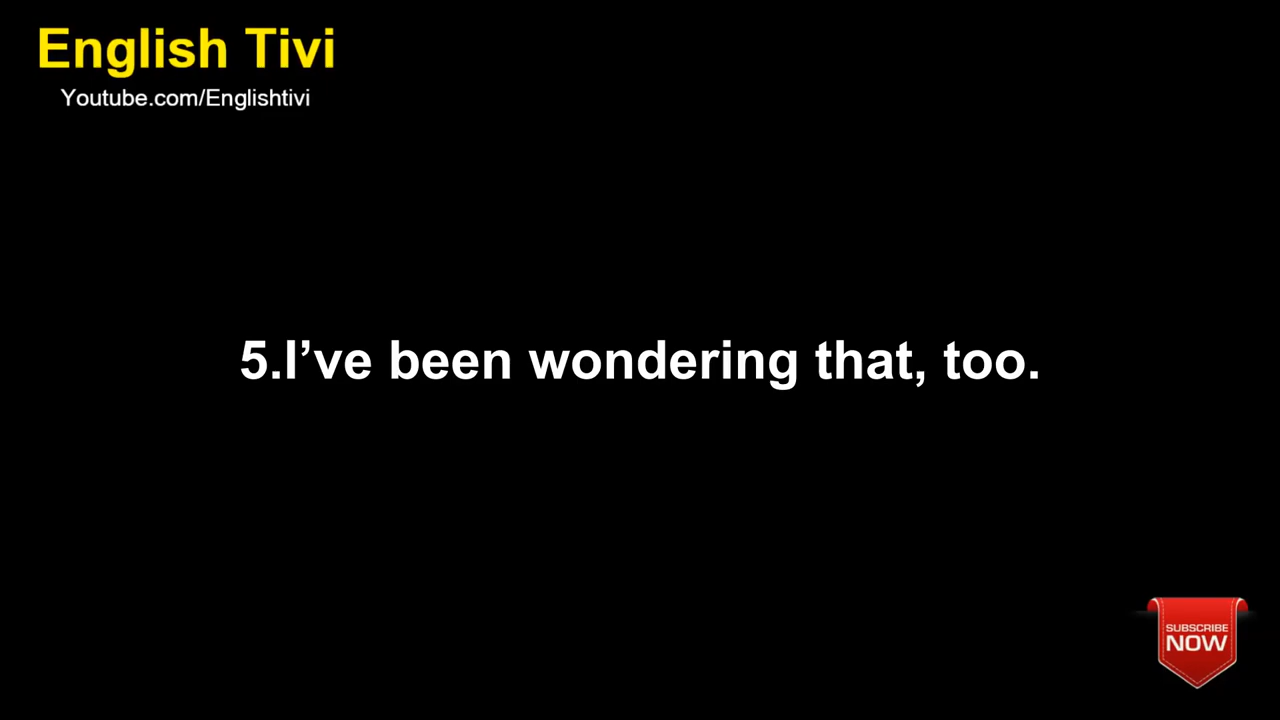 English Tivi
Youtube.com/Englishtivi
5.I’ve been wondering that, too.
SUBSCRIBE
NOW